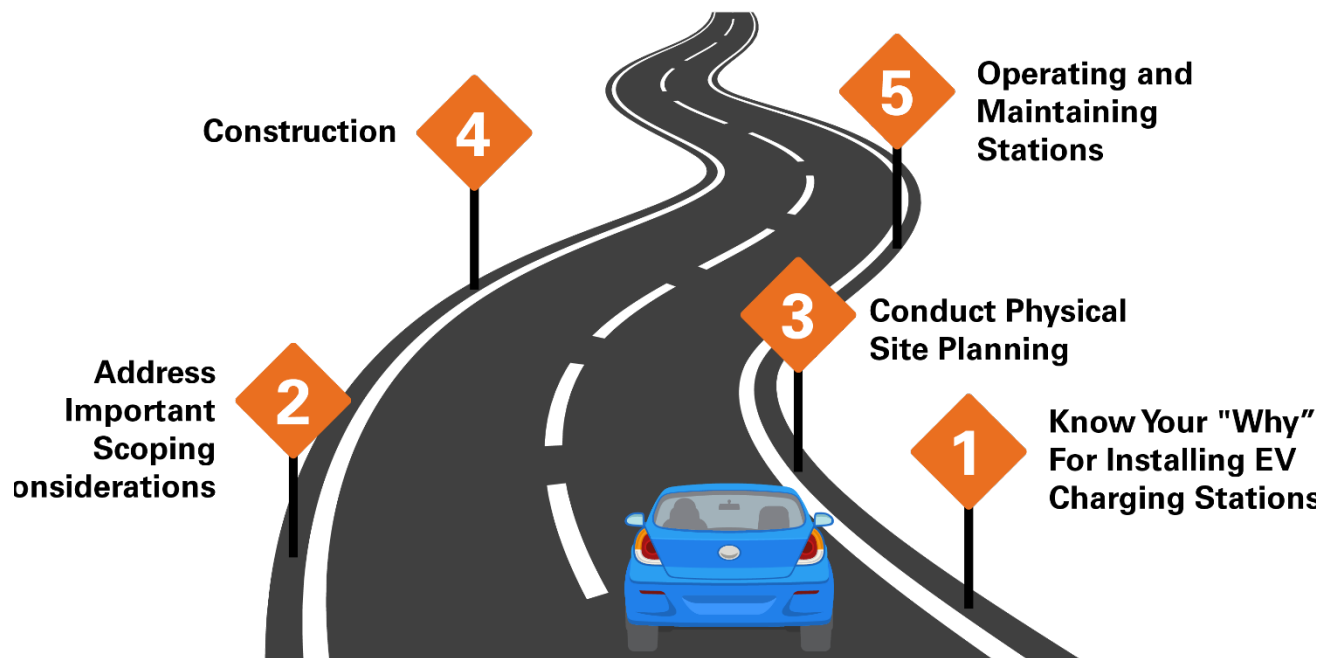 4
Construction
5
Operating and
Maintaining
Stations
3
Conduct Physical
Site Planning
2
Address
Important
Scoping
onsiderations
1
Know Your "Why”
For Installing EV
Charging Stations